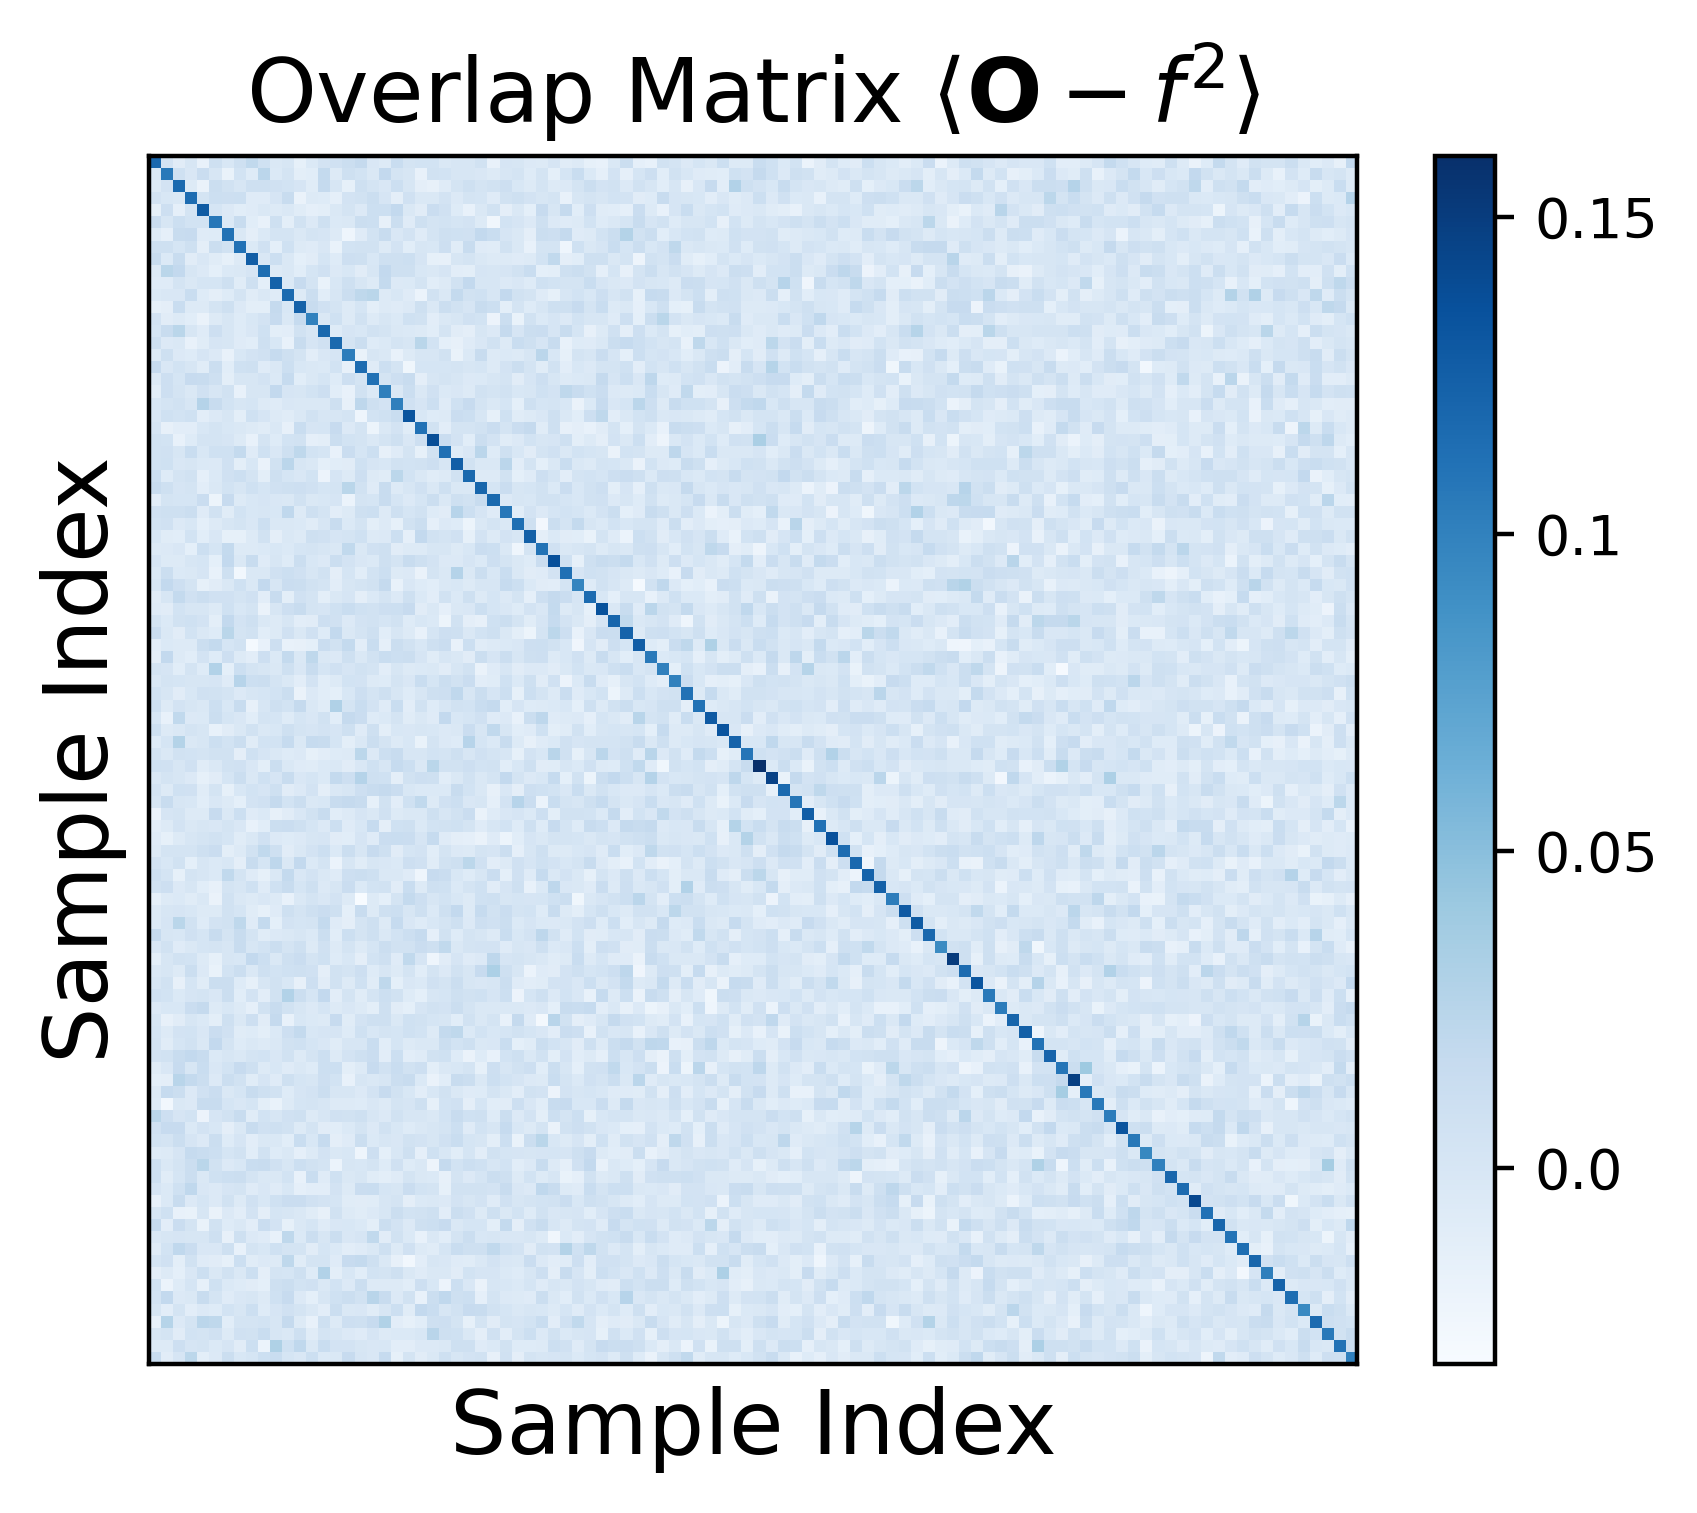 Overlap Matrix ⟨𝐎 − f²⟩
Sample Index
0.15
0.1
0.05
0.0
Sample Index